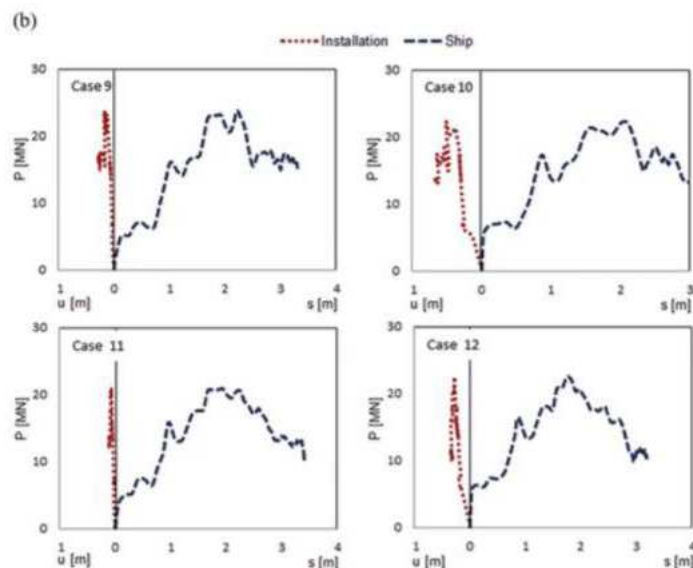 (b)
Installation Ship
Case 9
P [MN]
30
20
10
0
1 0 1 2 3 4
u [m] s [m]
Case 10
P [MN]
30
20
10
0
1 0 1 2 3
u [m] s [m]
Case 11
P [MN]
30
20
10
0
1 0 1 2 3 4
u [m] s [m]
Case 12
P [MN]
30
20
10
0
1 0 1 2 3 4
u [m] s [m]